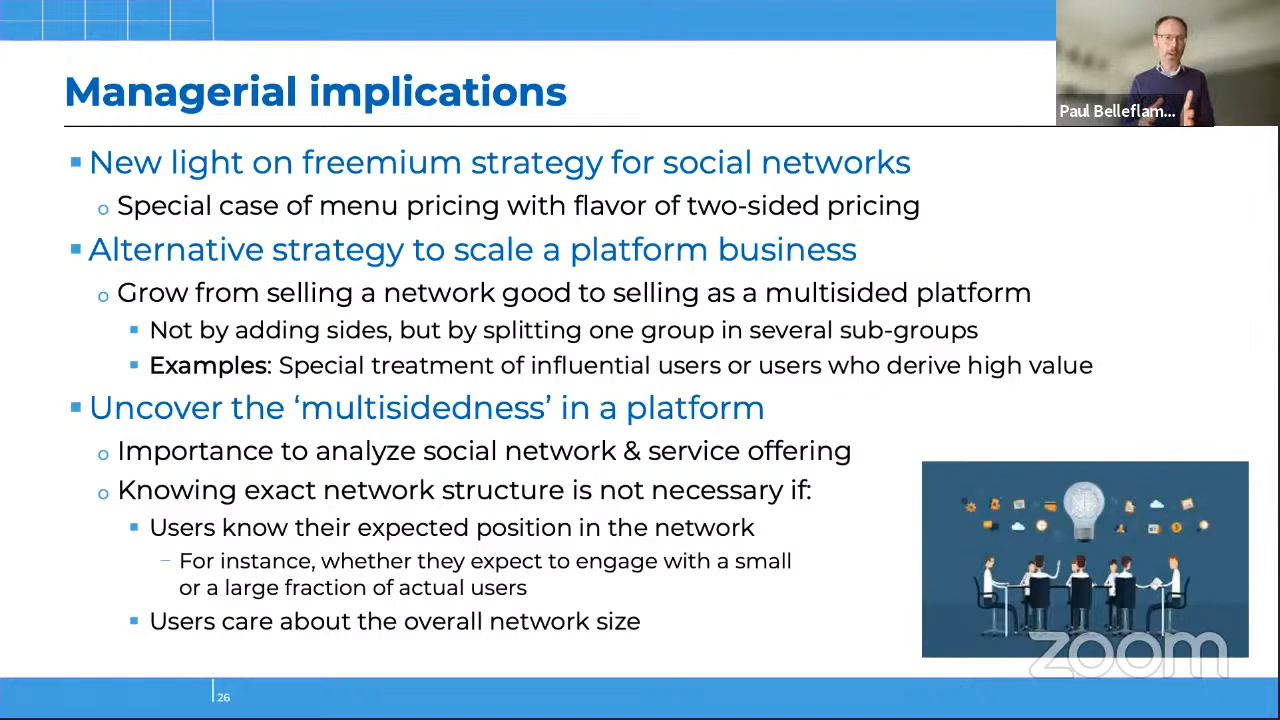 Managerial implications
Paul Belleflam...
New light on freemium strategy for social networks
Special case of menu pricing with flavor of two-sided pricing
Alternative strategy to scale a platform business
Grow from selling a network good to selling as a multisided platform
Not by adding sides, but by splitting one group in several sub-groups
Examples: Special treatment of influential users or users who derive high value
Uncover the ‘multisidedness’ in a platform
Importance to analyze social network & service offering
Knowing exact network structure is not necessary if:
Users know their expected position in the network
For instance, whether they expect to engage with a small
or a large fraction of actual users
Users care about the overall network size
zoom
26